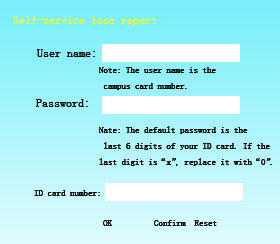 Self-service loss report
User name:
Note: The user name is the
campus card number.
Password:
Note: The default password is the
last 6 digits of your ID card. If the
last digit is “x”, replace it with “0”.
ID card number:
OK Confirm Reset